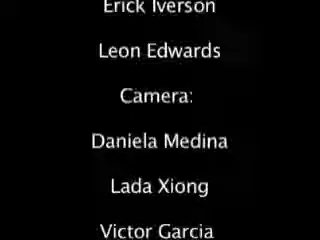 Erick Iverson
Leon Edwards
Camera:
Daniela Medina
Lada Xiong
Victor Garcia